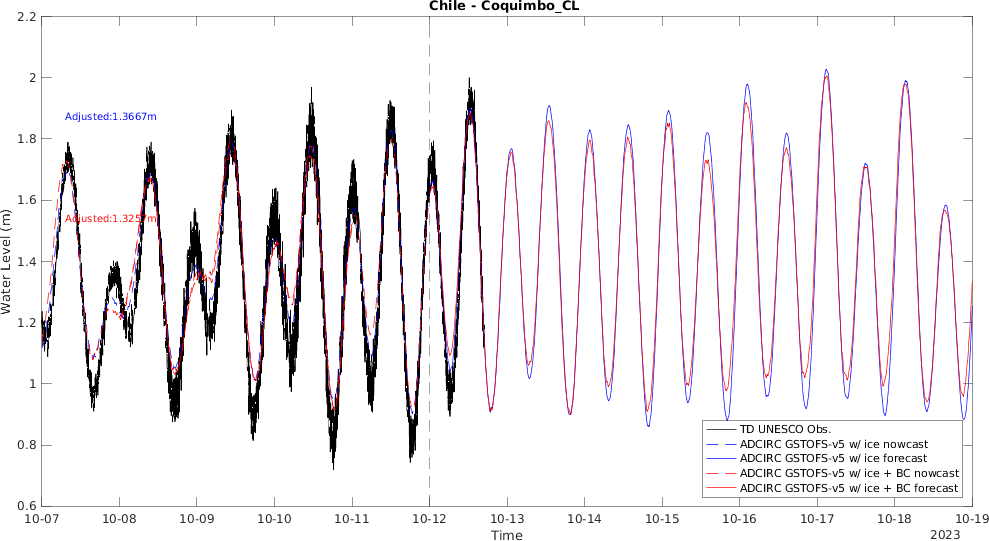 Chile - Coquimbo_CL
2.2
2
1.8
1.6
1.4
1.2
1
0.8
0.6
Water Level (m)
Adjusted:1.3667m
Adjusted:1.3257m
TD UNESCO Obs.
ADCIRC GSTOFS-v5 w/ ice nowcast
ADCIRC GSTOFS-v5 w/ ice forecast
ADCIRC GSTOFS-v5 w/ ice + BC nowcast
ADCIRC GSTOFS-v5 w/ ice + BC forecast
10-07 10-08 10-09 10-10 10-11 10-12 10-13 10-14 10-15 10-16 10-17 10-18 10-19
Time
2023